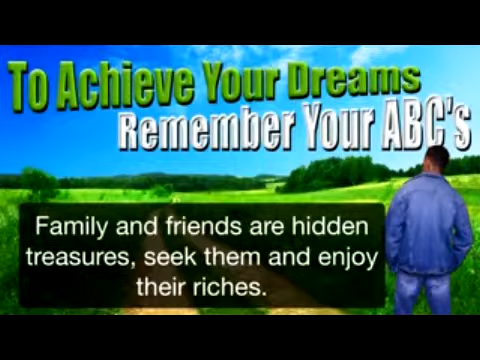 To Achieve Your Dreams
Remember Your ABC's
Family and friends are hidden
treasures, seek them and enjoy
their riches.